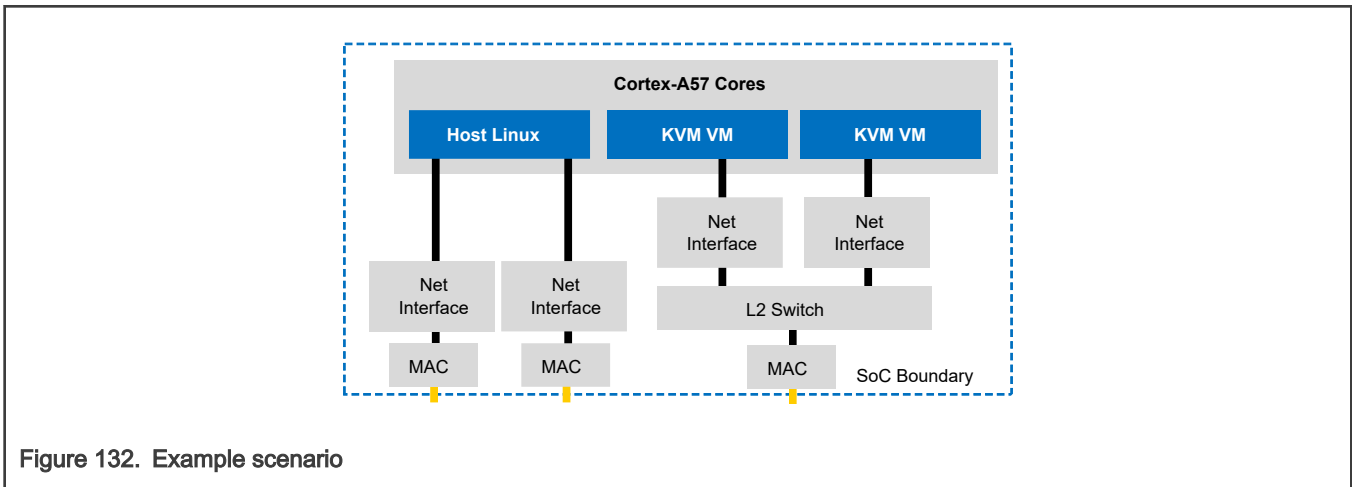 Cortex-A57 Cores
Host Linux
KVM VM
KVM VM
Net
Interface
Net
Interface
Net
Interface
Net
Interface
L2 Switch
MAC
MAC
MAC
SoC Boundary
Figure 132. Example scenario